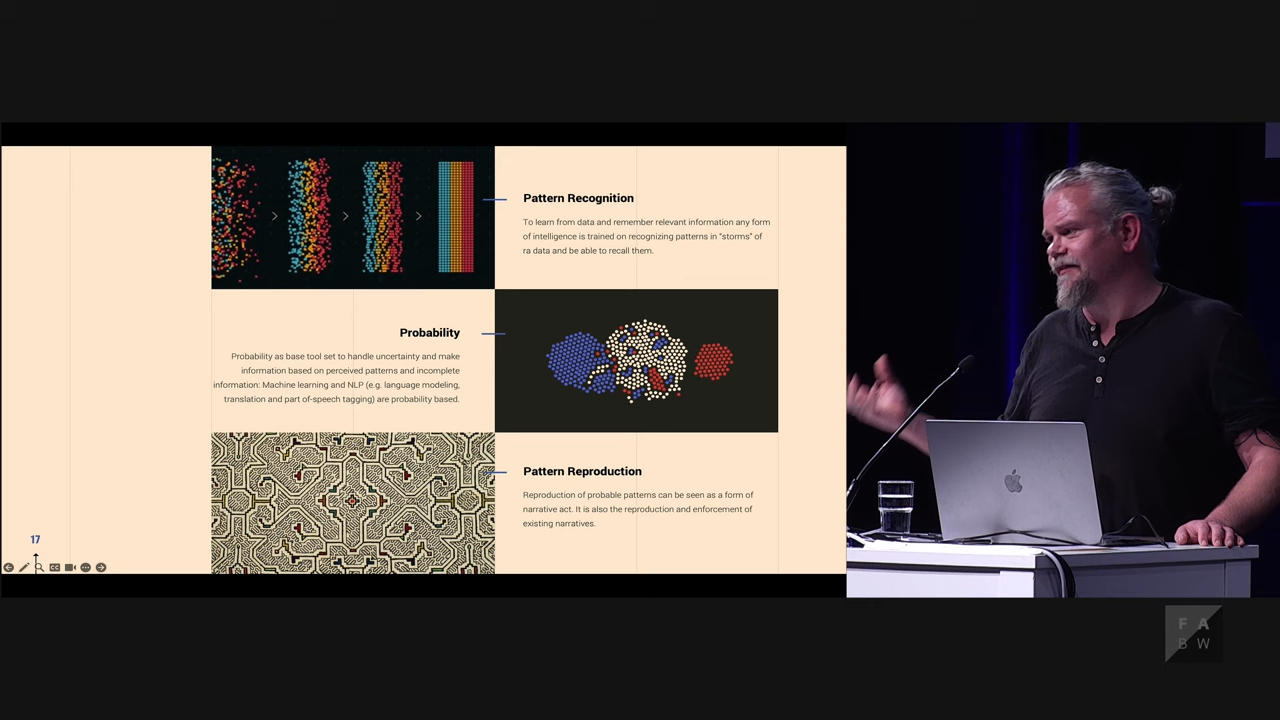 Pattern Recognition
To learn from data and remember relevant information any form
of intelligence is trained on recognizing patterns in “storms” of
ra data and be able to recall them.
Probability
Probability as base tool set to handle uncertainty and make
information based on perceived patterns and incomplete
information: Machine learning and NLP (e.g. language modeling,
translation and part of-speech tagging) are probability based.
Pattern Reproduction
Reproduction of probable patterns can be seen as a form of
narrative act. It is also the reproduction and enforcement of
existing narratives.
17
CC
F A
B W